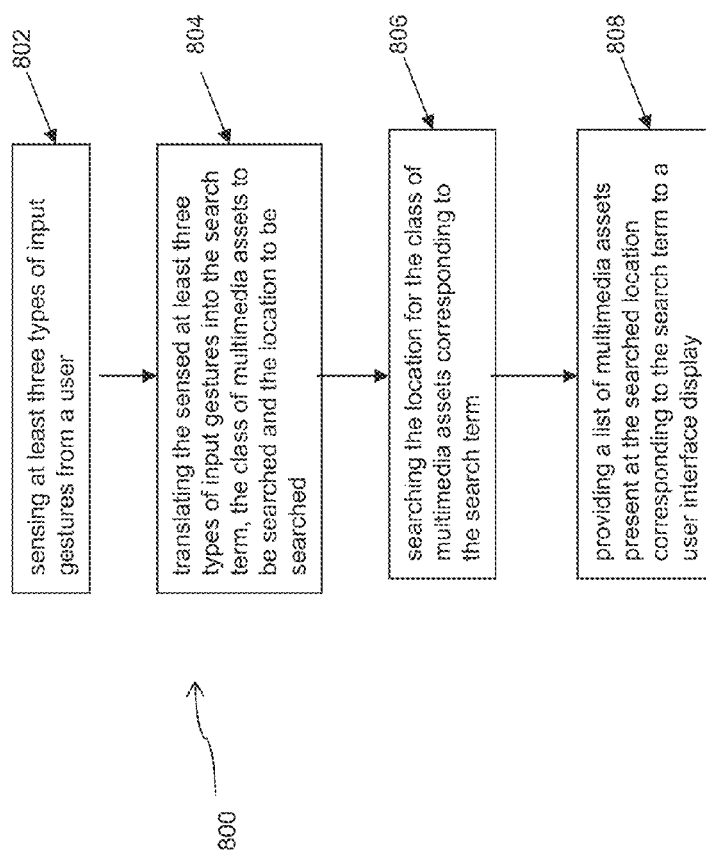 802
sensing at least three types of input
gestures from a user
804
translating the sensed at least three
types of input gestures into the search
term, the class of multimedia assets to
be searched and the location to be
searched
806
searching the location for the class of
multimedia assets corresponding to
the search term
808
providing a list of multimedia assets
present at the searched location
corresponding to the search term to a
user interface display
800